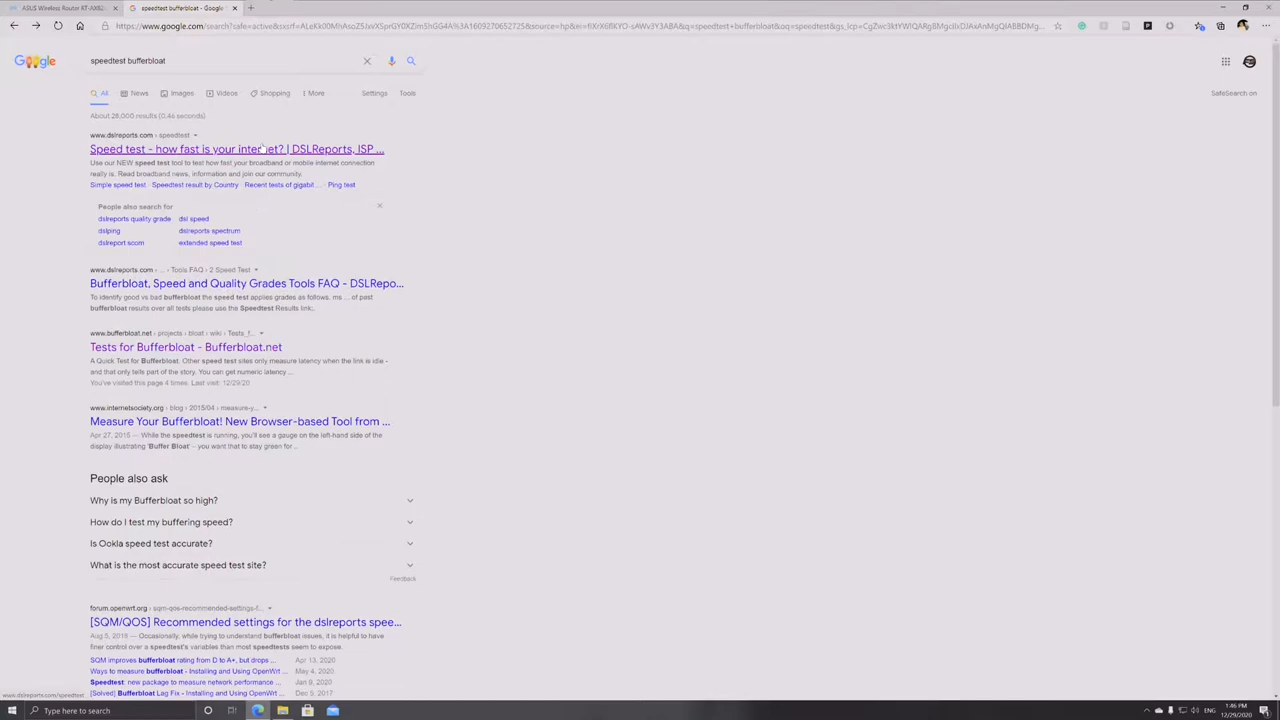 ASUS Wireless Router RT-AX82
speedtest bufferbloat - Google
Google
speedtest bufferbloat
All
News
Images
Videos
Shopping
More
Settings
Tools
SafeSearch on
About 28,000 results (0.44 seconds)
www.dslreports.com › speedtest
Speed test - how fast is your internet? | DSLReports, ISP ...
Use our NEW speed test tool to test how fast your broadband or mobile internet connection
really is. Read broadband news, information and join our community.
Simple speed test · Speedtest result by Country · Recent tests of gigabit ... · Ping test
People also search for
dslreports quality grade
dsl speed
dslping
dslreports spectrum
dslreport scom
extended speed test
www.dslreports.com › ... › Tools FAQ › 2 Speed Test
Bufferbloat, Speed and Quality Grades Tools FAQ - DSLRepo...
To identify good vs bad bufferbloat the speed test applies grades as follows. ms ... of past
bufferbloat results over all tests please use the Speedtest Results link:.
www.bufferbloat.net › projects › bloat › wiki › Tests_f...
Tests for Bufferbloat - Bufferbloat.net
A Quick Test for Bufferbloat. Other speed test sites only measure latency when the link is idle -
and that only tells part of the story. You can get numeric latency ...
You've visited this page 4 times. Last visit: 12/29/20
www.internetsociety.org › blog › 2015/04 › measure-y...
Measure Your Bufferbloat! New Browser-based Tool from ...
Apr 27, 2015 — While the speedtest is running, you'll see a gauge on the left-hand side of the
display illustrating 'Buffer Bloat' – you want that to stay green for...
People also ask
Why is my Bufferbloat so high?
How do I test my buffering speed?
Is Ookla speed test accurate?
What is the most accurate speed test site?
Feedback
forum.openwrt.org › sqm-qos-recommended-settings-f...
[SQM/QOS] Recommended settings for the dslreports spee...
Aug 5, 2016 — Occasionally, while trying to understand bufferbloat issues, it is helpful to have
finer control over a speedtest's variables than most speedtests seem to expose.
SQM improves bufferbloat rating from D to A+, but drops ...
Apr 13, 2020
Ways to measure bufferbloat - Installing and Using OpenWrt ...
May 4, 2020
Speedtest: new package to measure network performance ...
Jan 9, 2020
[Solved] Bufferbloat Lag Fix - Installing and Using OpenWrt ...
Dec 5, 2017
www.dslreports.com/speedtest
Type here to search
ENG
1:46 PM
12/29/2020